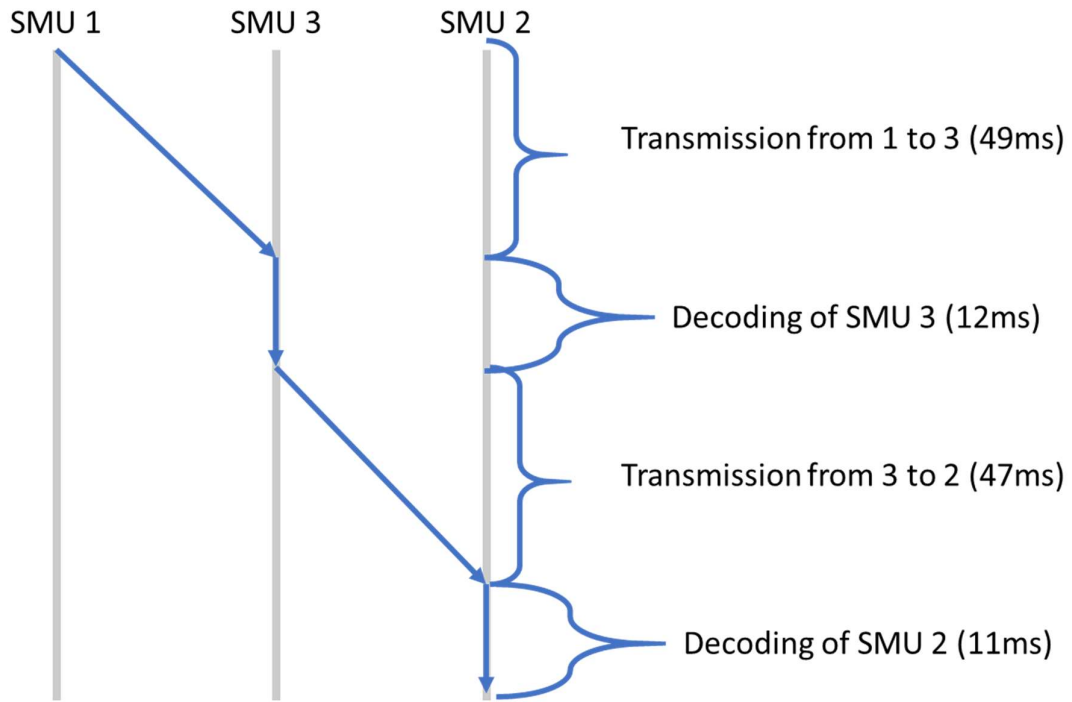 SMU 1
SMU 3
SMU 2
Transmission from 1 to 3 (49ms)
Decoding of SMU 3 (12ms)
Transmission from 3 to 2 (47ms)
Decoding of SMU 2 (11ms)